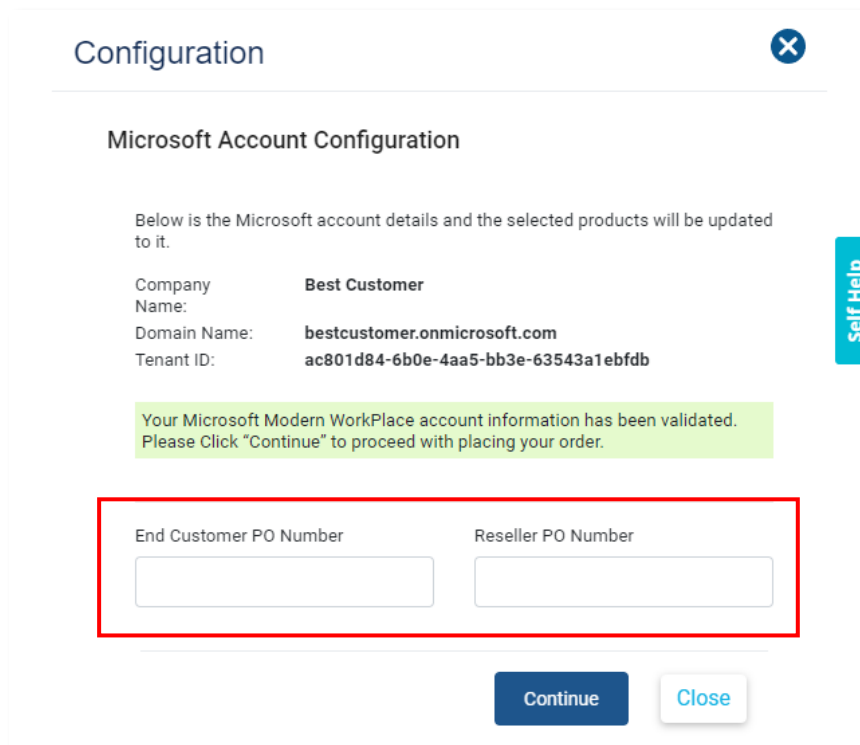 Configuration
Microsoft Account Configuration
Below is the Microsoft account details and the selected products will be updated
to it.
Company
Name:
Best Customer
Domain Name:
bestcustomer.onmicrosoft.com
Tenant ID:
ac801d84-6b0e-4aa5-bb3e-63543a1ebfdb
Self Help
Your Microsoft Modern WorkPlace account information has been validated.
Please Click “Continue” to proceed with placing your order.
End Customer PO Number
Reseller PO Number
Continue
Close